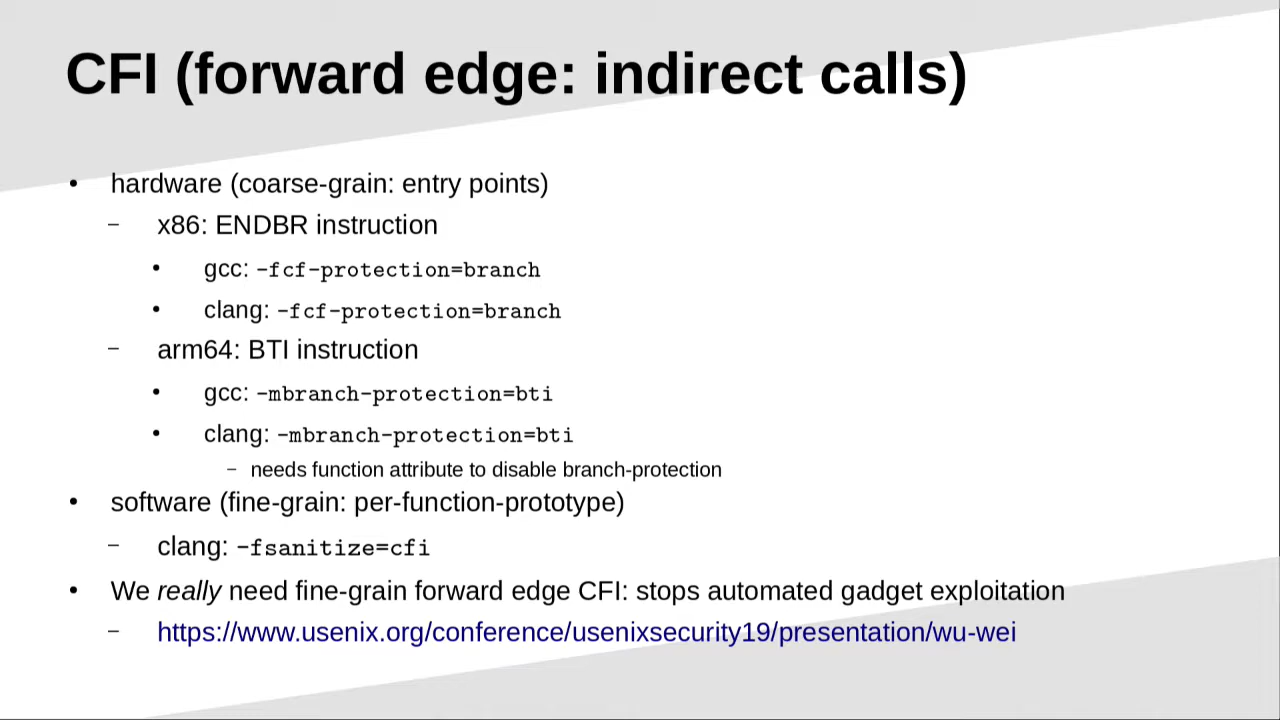 CFI (forward edge: indirect calls)
• hardware (coarse-grain: entry points)
– x86: ENDBR instruction
• gcc: -fcf-protection=branch
• clang: -fcf-protection=branch
– arm64: BTI instruction
• gcc: -mbranch-protection=bti
• clang: -mbranch-protection=bti
– needs function attribute to disable branch-protection
• software (fine-grain: per-function-prototype)
– clang: -fsanitize=cfi
• We really need fine-grain forward edge CFI: stops automated gadget exploitation
– https://www.usenix.org/conference/usenixsecurity19/presentation/wu-wei